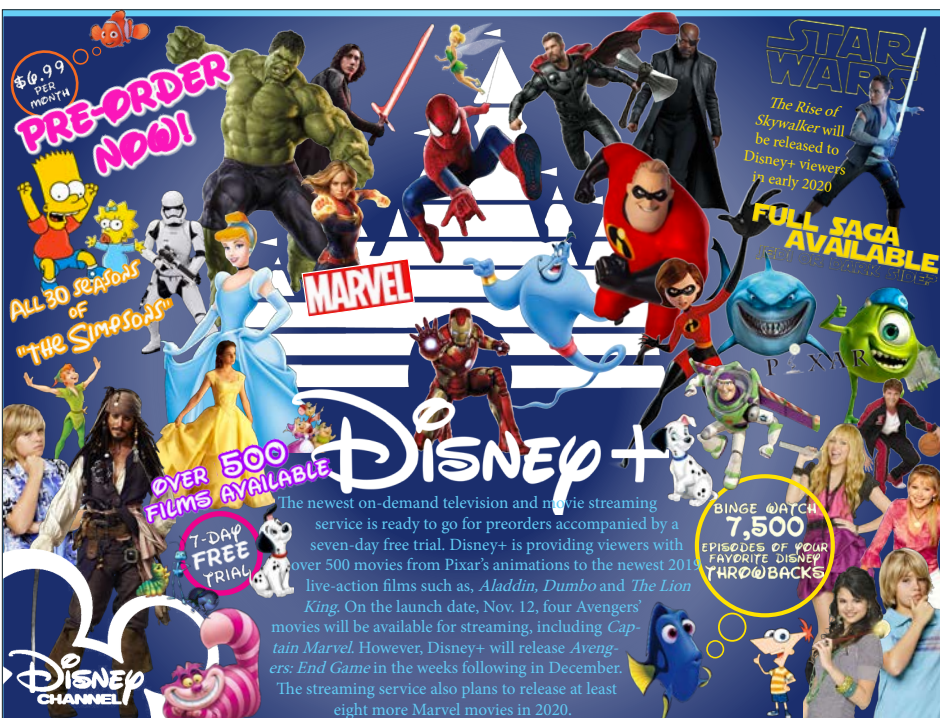 $6.99
PER
MONTH
PRE-ORDER
NOW!
STAR
WARS
The Rise of
Skywalker will
be released to
Disney+ viewers
in early 2020
FULL SAGA
AVAILABLE
ALL 30 SEASONS
OF
"THE SIMPSONS"
MARVEL
PIXAR
DISNEY +
OVER 500
FILMS AVAILABLE
7-DAY
FREE
TRIAL
The newest on-demand television and movie streaming
service is ready to go for preorders accompanied by a
seven-day free trial. Disney+ is providing viewers with
over 500 movies from Pixar's animations to the newest 2019
live-action films such as, Aladdin, Dumbo and The Lion
King. On the launch date, Nov. 12, four Avengers'
movies will be available for streaming, including Cap-
tain Marvel. However, Disney+ will release Aveng-
ers: End Game in the weeks following in December.
The streaming service also plans to release at least
eight more Marvel movies in 2020.
BINGE WATCH
7,500
EPISODES OF YOUR
FAVORITE DISNEY
THROWBACKS
DISNEY
CHANNEL